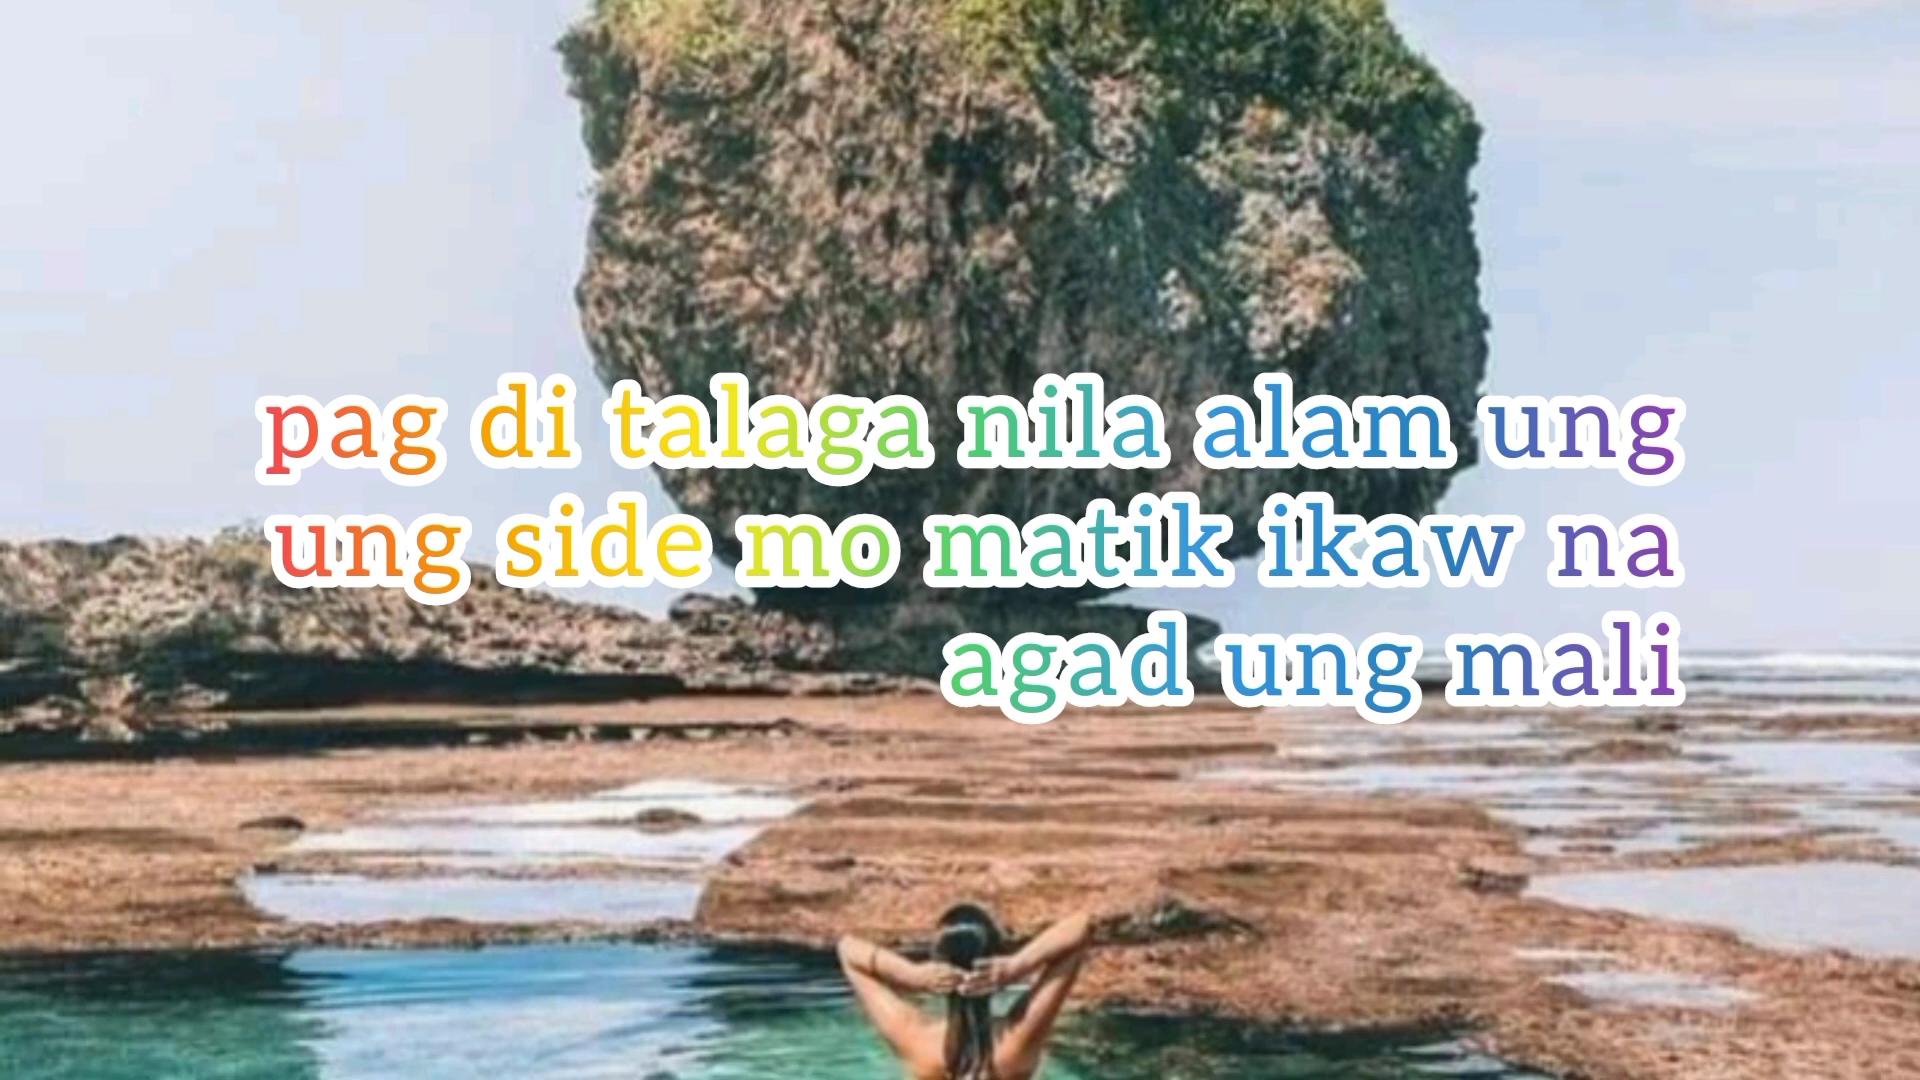 pag di talaga nila alam ung
ung side mo matik ikaw na
agad ung mali